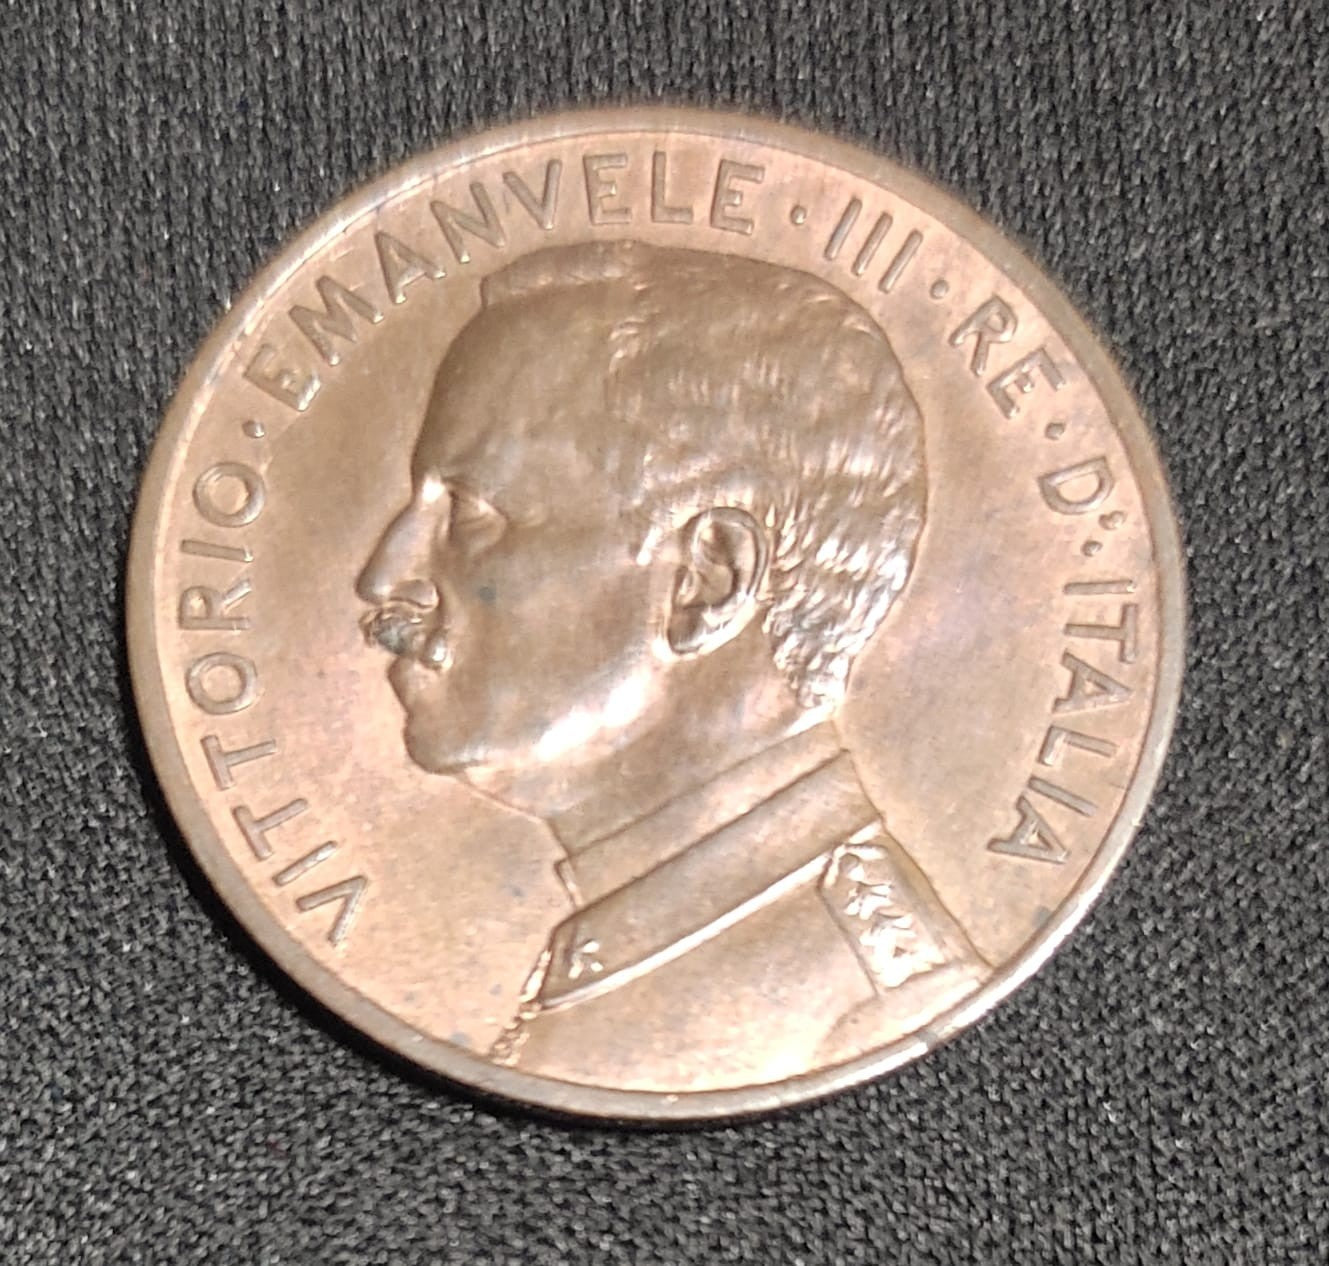 VITTORIO · EMANVELE · III · RE · D'· ITALIA